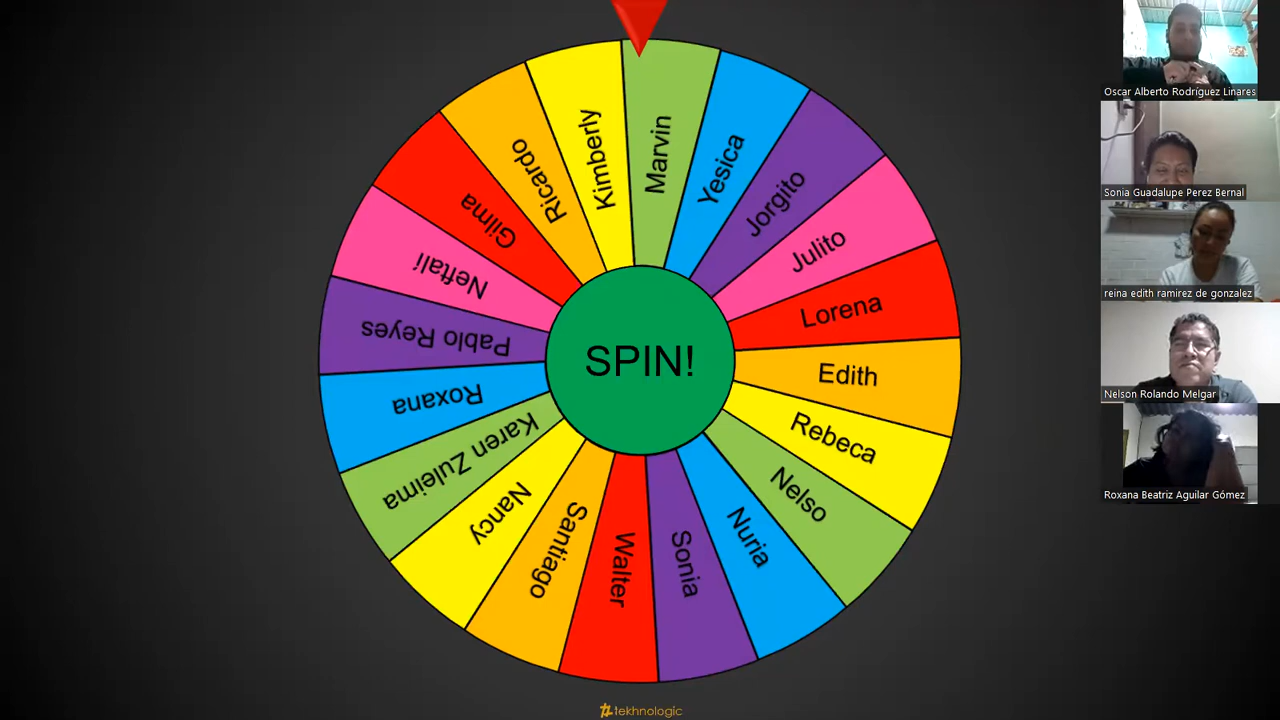 Marvin
Yesica
Jorgito
Julito
Lorena
Edith
Rebeca
Nelso
Nuria
Sonia
Walter
Santiago
Nancy
Karen Zuleima
Roxana
Pablo Reyes
Neftalí
Gilma
Ricardo
Kimberly
SPIN!
tekhnologic
Oscar Alberto Rodríguez Linares
Sonia Guadalupe Perez Bernal
reina edith ramirez de gonzalez
Nelson Rolando Melgar
Roxana Beatriz Aguilar Gómez